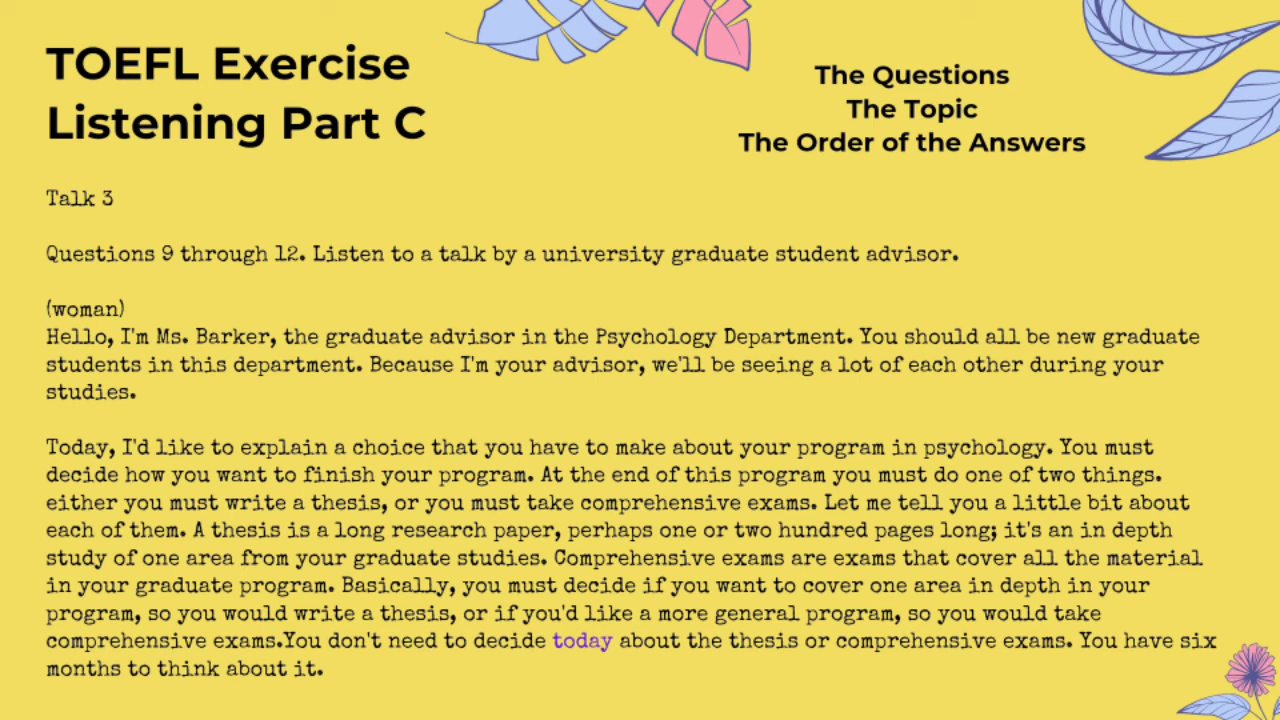 TOEFL Exercise
Listening Part C
The Questions
The Topic
The Order of the Answers
Talk 3
Questions 9 through 12. Listen to a talk by a university graduate student advisor.
(woman)
Hello, I'm Ms. Barker, the graduate advisor in the Psychology Department. You should all be new graduate
students in this department. Because I'm your advisor, we'll be seeing a lot of each other during your
studies.
Today, I'd like to explain a choice that you have to make about your program in psychology. You must
decide how you want to finish your program. At the end of this program you must do one of two things.
either you must write a thesis, or you must take comprehensive exams. Let me tell you a little bit about
each of them. A thesis is a long research paper, perhaps one or two hundred pages long; it's an in depth
study of one area from your graduate studies. Comprehensive exams are exams that cover all the material
in your graduate program. Basically, you must decide if you want to cover one area in depth in your
program, so you would write a thesis, or if you'd like a more general program, so you would take
comprehensive exams.You don't need to decide today about the thesis or comprehensive exams. You have six
months to think about it.